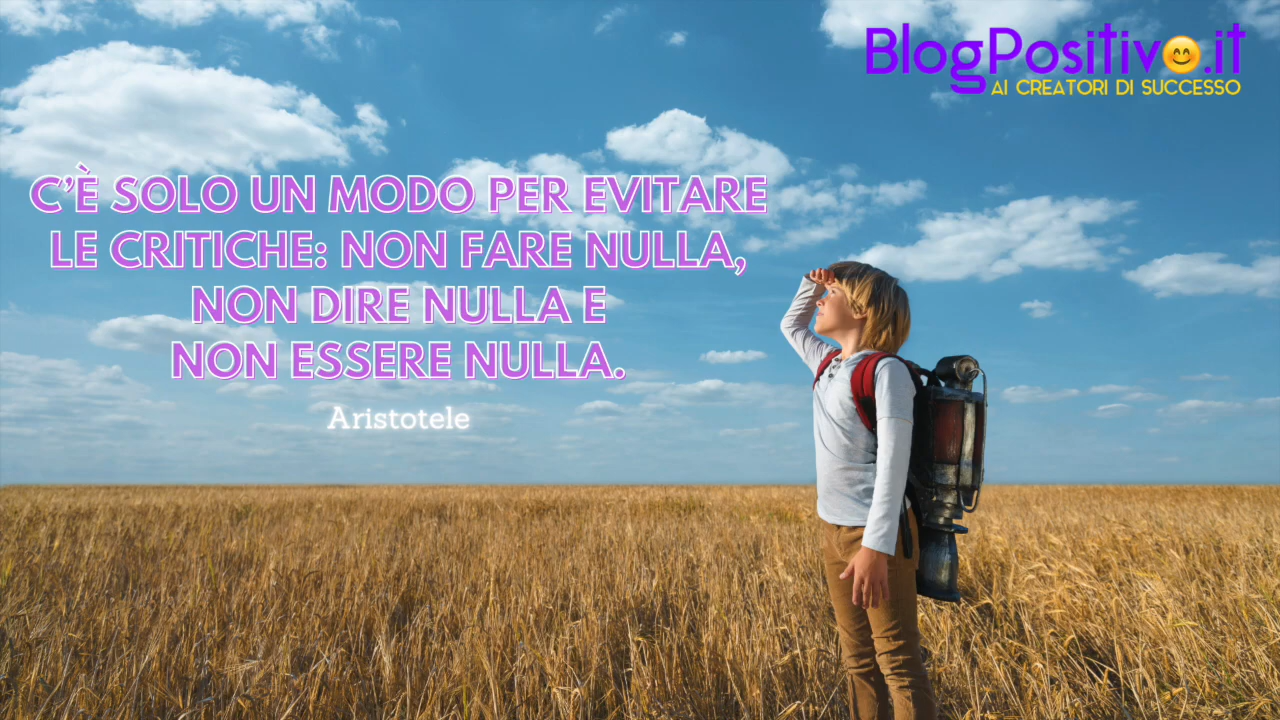 BlogPositivo.it
AI CREATORI DI SUCCESSO
C’È SOLO UN MODO PER EVITARE
LE CRITICHE: NON FARE NULLA,
NON DIRE NULLA E
NON ESSERE NULLA.
Aristotele